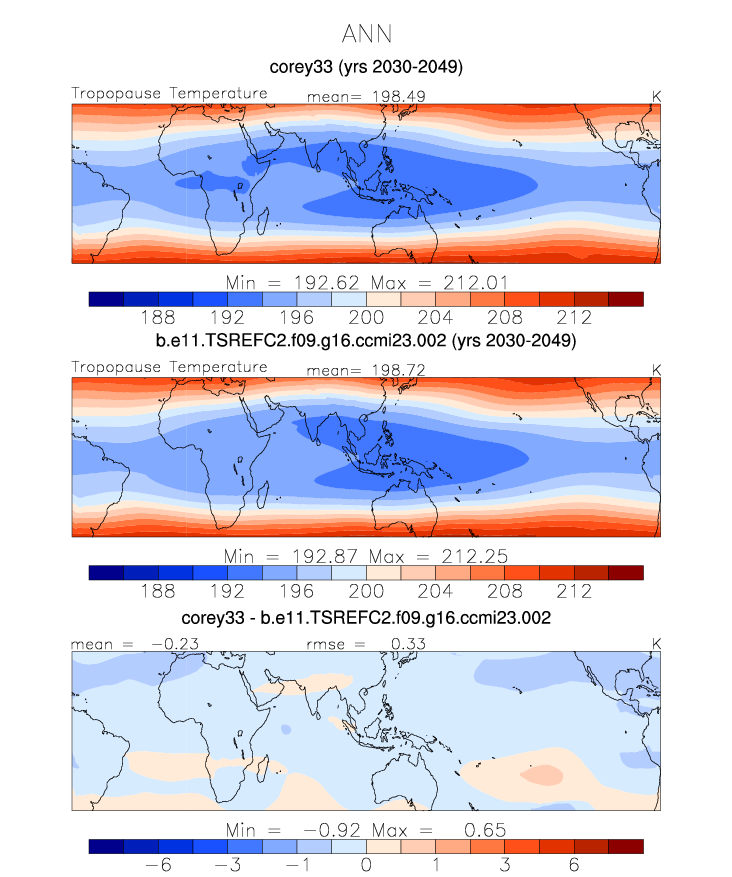 ANN
corey33 (yrs 2030-2049)
Tropopause Temperature mean= 198.49 K
Min = 192.62 Max = 212.01
188 192 196 200 204 208 212
b.e11.TSREFC2.f09.g16.ccmi23.002 (yrs 2030-2049)
Tropopause Temperature mean= 198.72 K
Min = 192.87 Max = 212.25
188 192 196 200 204 208 212
corey33 - b.e11.TSREFC2.f09.g16.ccmi23.002
mean = -0.23 rmse = 0.33 K
Min = -0.92 Max = 0.65
-6 -3 -1 0 1 3 6